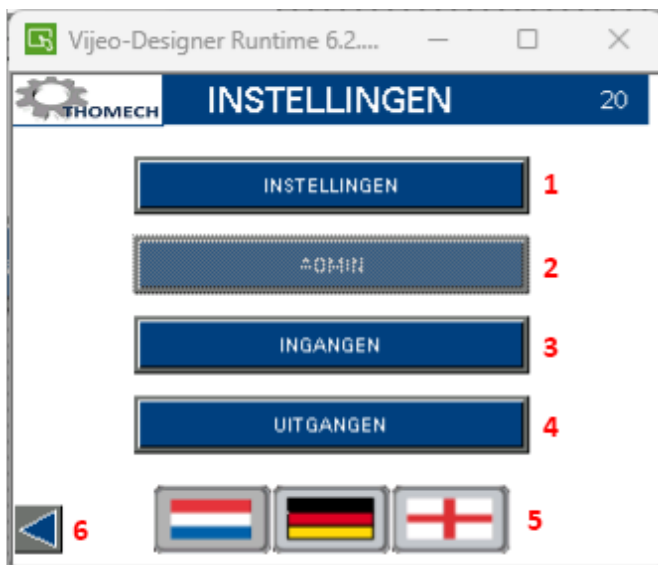 Vijeo-Designer Runtime 6.2....
THOMECH INSTELLINGEN 20
INSTELLINGEN 1
ADMIN 2
INGANGEN 3
UITGANGEN 4
6 5